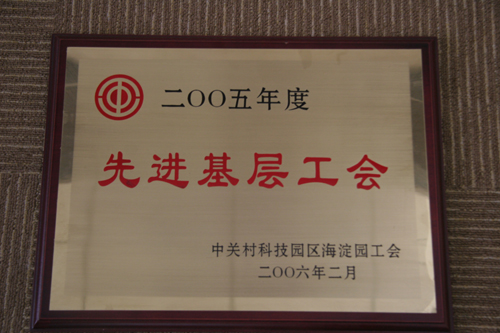 二OO五年度
先进基层工会
中关村科技园区海淀园工会
二OO六年二月